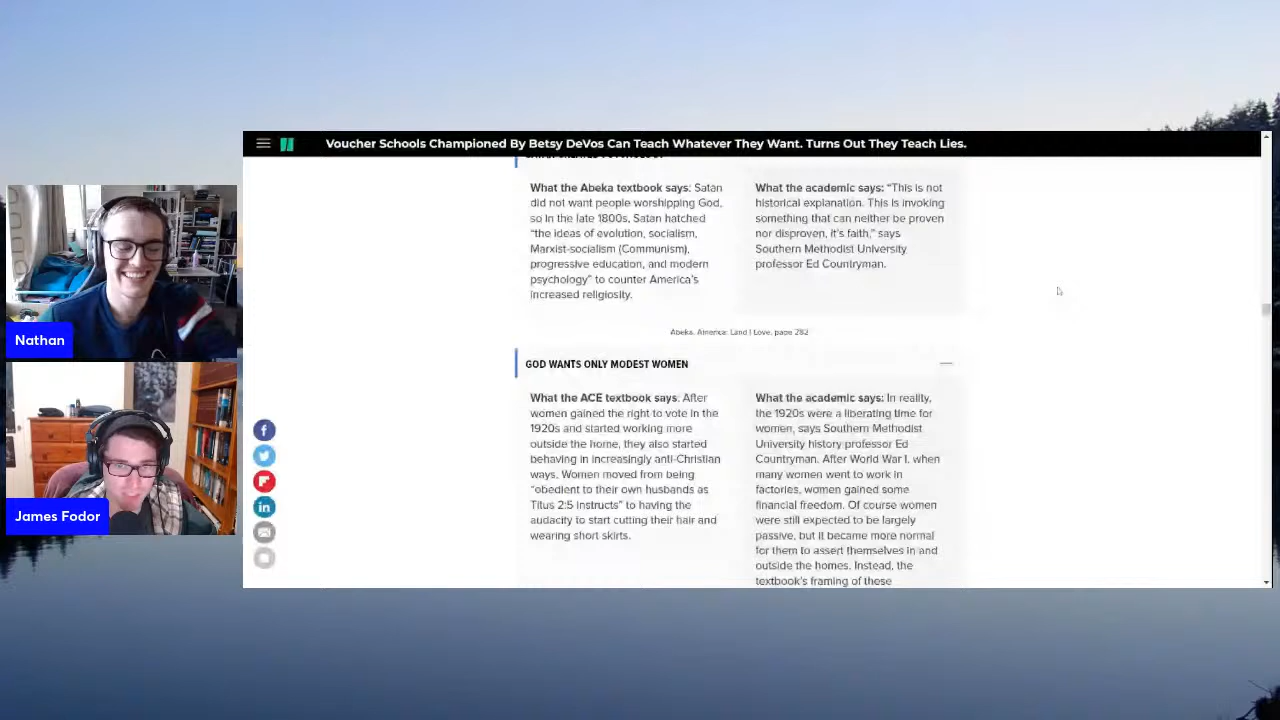 Voucher Schools Championed By Betsy DeVos Can Teach Whatever They Want. Turns Out They Teach Lies.
What the Abeka textbook says: Satan
did not want people worshipping God,
so in the late 1800s, Satan hatched
“the ideas of evolution, socialism,
Marxist-socialism (Communism),
progressive education, and modern
psychology” to counter America’s
increased religiosity.
What the academic says: “This is not
historical explanation. This is invoking
something that can neither be proven
nor disproven, it’s faith,” says
Southern Methodist University
professor Ed Countryman.
Abeka, America: Land I Love, page 282
GOD WANTS ONLY MODEST WOMEN
What the ACE textbook says: After
women gained the right to vote in the
1920s and started working more
outside the home, they also started
behaving in increasingly anti-Christian
ways. Women moved from being
“obedient to their own husbands as
Titus 2:5 instructs” to having the
audacity to start cutting their hair and
wearing short skirts.
What the academic says: In reality,
the 1920s were a liberating time for
women, says Southern Methodist
University history professor Ed
Countryman. After World War I, when
many women went to work in
factories, women gained some
financial freedom. Of course women
were still expected to be largely
passive, but it became more normal
for them to assert themselves in and
outside the homes. Instead, the
textbook’s framing of these
Nathan
James Fodor